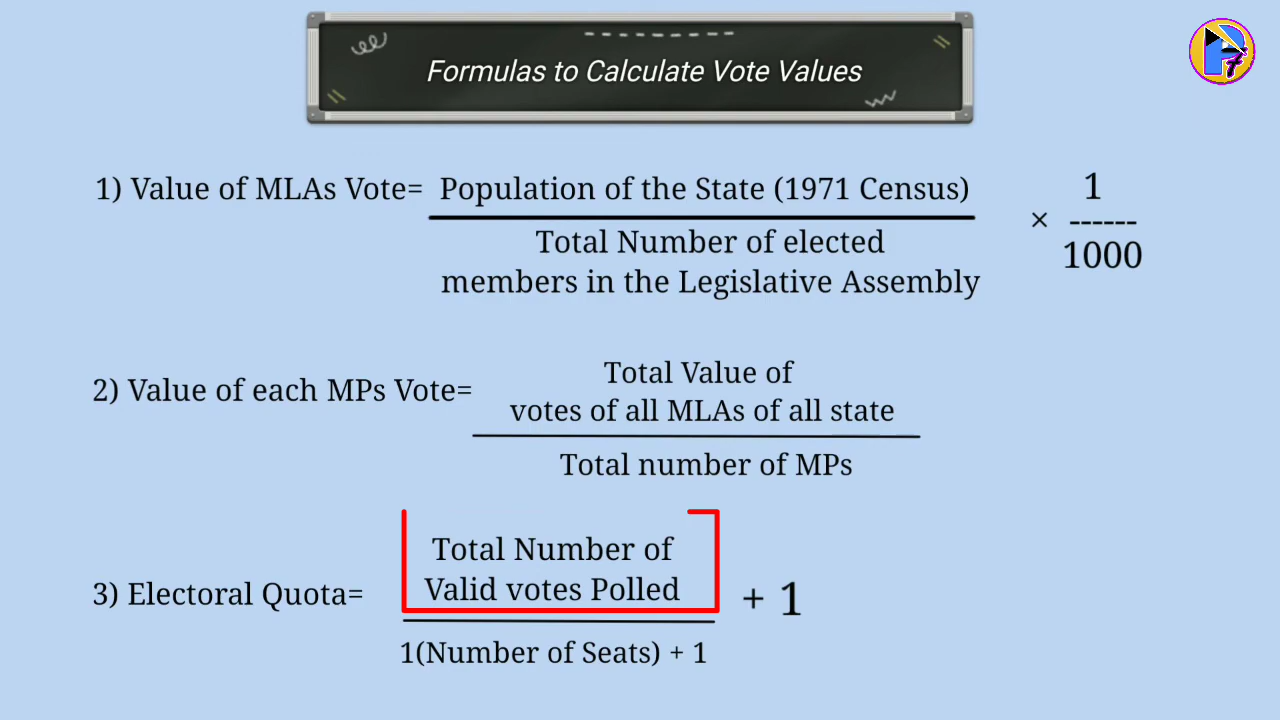 Formulas to Calculate Vote Values
1) Value of MLAs Vote= Population of the State (1971 Census)
Total Number of elected
members in the Legislative Assembly
× 1
------
1000
2) Value of each MPs Vote=
Total Value of
votes of all MLAs of all state
Total number of MPs
3) Electoral Quota=
Total Number of
Valid votes Polled
+ 1
1(Number of Seats) + 1